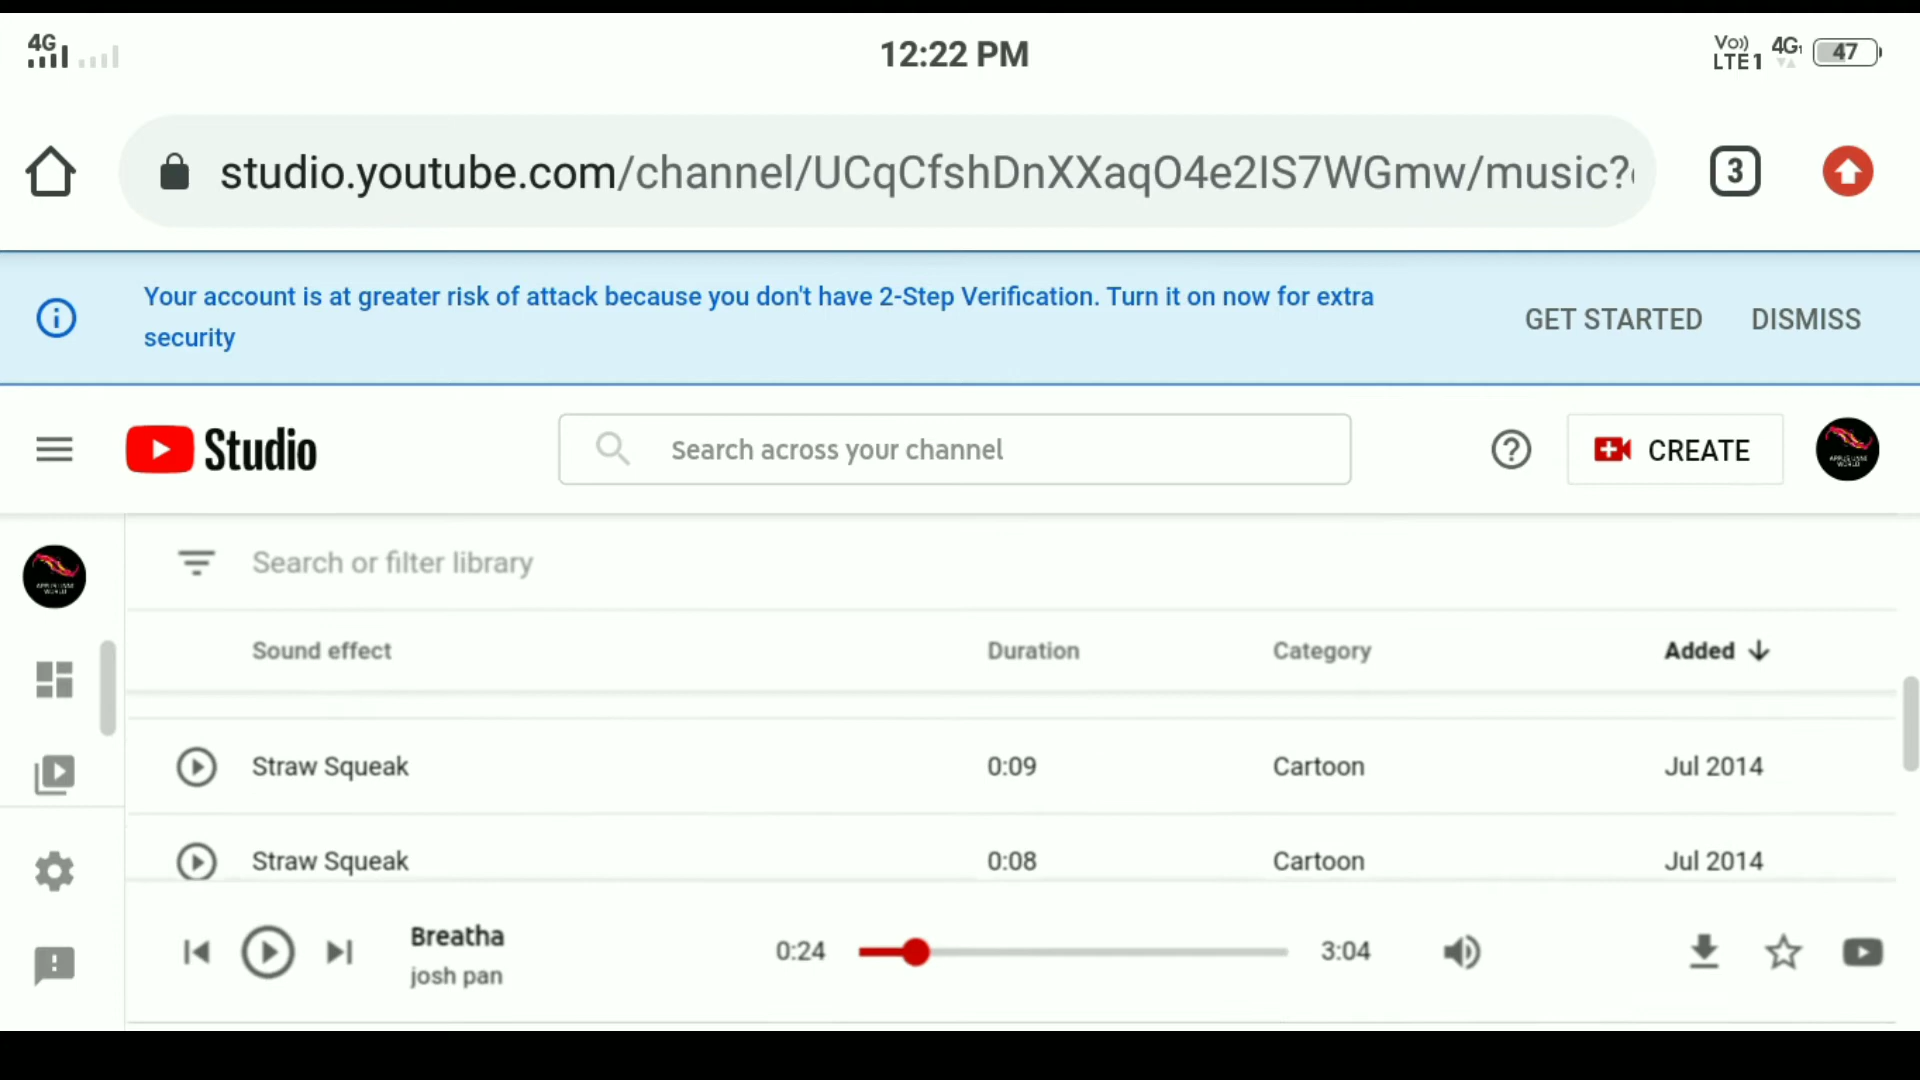 4G
12:22 PM
Vo)) 4G
LTE 1
47
studio.youtube.com/channel/UCqCfshDnXXaqO4e2IS7WGmw/music?
3
Your account is at greater risk of attack because you don't have 2-Step Verification. Turn it on now for extra
security
GET STARTED
DISMISS
Studio
Search across your channel
CREATE
Search or filter library
Sound effect
Duration
Category
Added
Straw Squeak
0:09
Cartoon
Jul 2014
Straw Squeak
0:08
Cartoon
Jul 2014
Breatha
josh pan
0:24
3:04